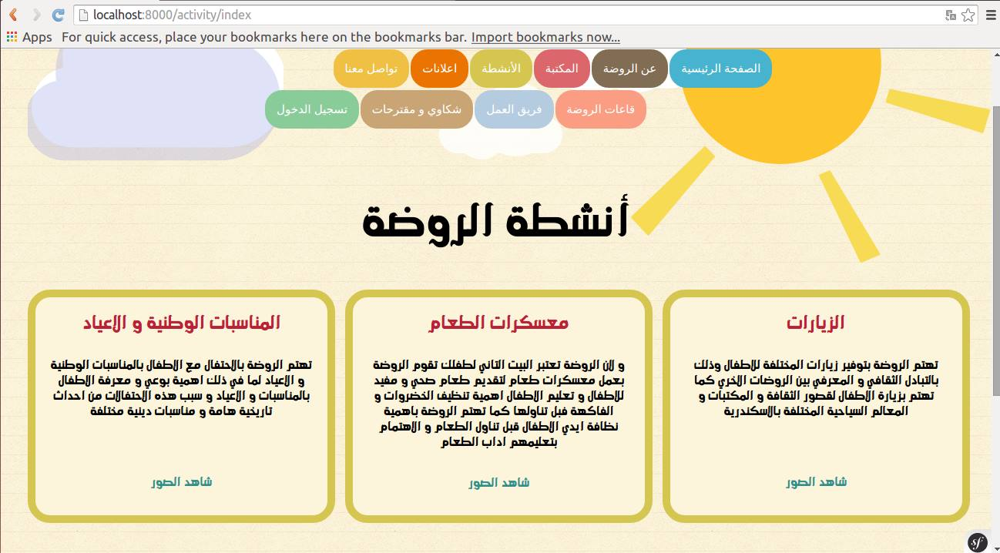 localhost:8000/activity/index
Apps For quick access, place your bookmarks here on the bookmarks bar. Import bookmarks now...
الصفحة الرئيسية عن الروضة المكتبة الأنشطة اعلانات تواصل معنا
قاعات الروضة فريق العمل شكاوي و مقترحات تسجيل الدخول
أنشطة الروضة
الزيارات
تهتم الروضة بتوفير زيارات المختلفة للاطفال وذلك
بالتبادل الثقافي و المعرفي بين الروضات الاخري كما
تهتم بزيارة الاطفال لقصور الثقافة و المكتبات و
المعالم السياحية المختلفة بالاسكندرية
شاهد الصور
معسكرات الطعام
و لان الروضة تعتبر البيت التاني لطفلك تقوم الروضة
بعمل معسكرات طعام لتقديم طعام صحي و مفيد
للاطفال و تعليم الاطفال اهمية تنظيف الخضروات و
الفاكهة فبل تناولها كما تهتم الروضة باهمية
نظافة ايدي الاطفال قبل تناول الطعام و الاهتمام
بتعليمهم اداب الطعام
شاهد الصور
المناسبات الوطنية و الاعياد
تهتم الروضة بالاحتفال مع الاطفال بالمناسبات الوطنية
و الاعياد لما في ذلك اهمية بوعي و معرفة الاطفال
بالمناسبات و الاعياد و سبب هذه الاحتفالات من احداث
تاريخية هامة و مناسبات دينية مختلفة
شاهد الصور
sf